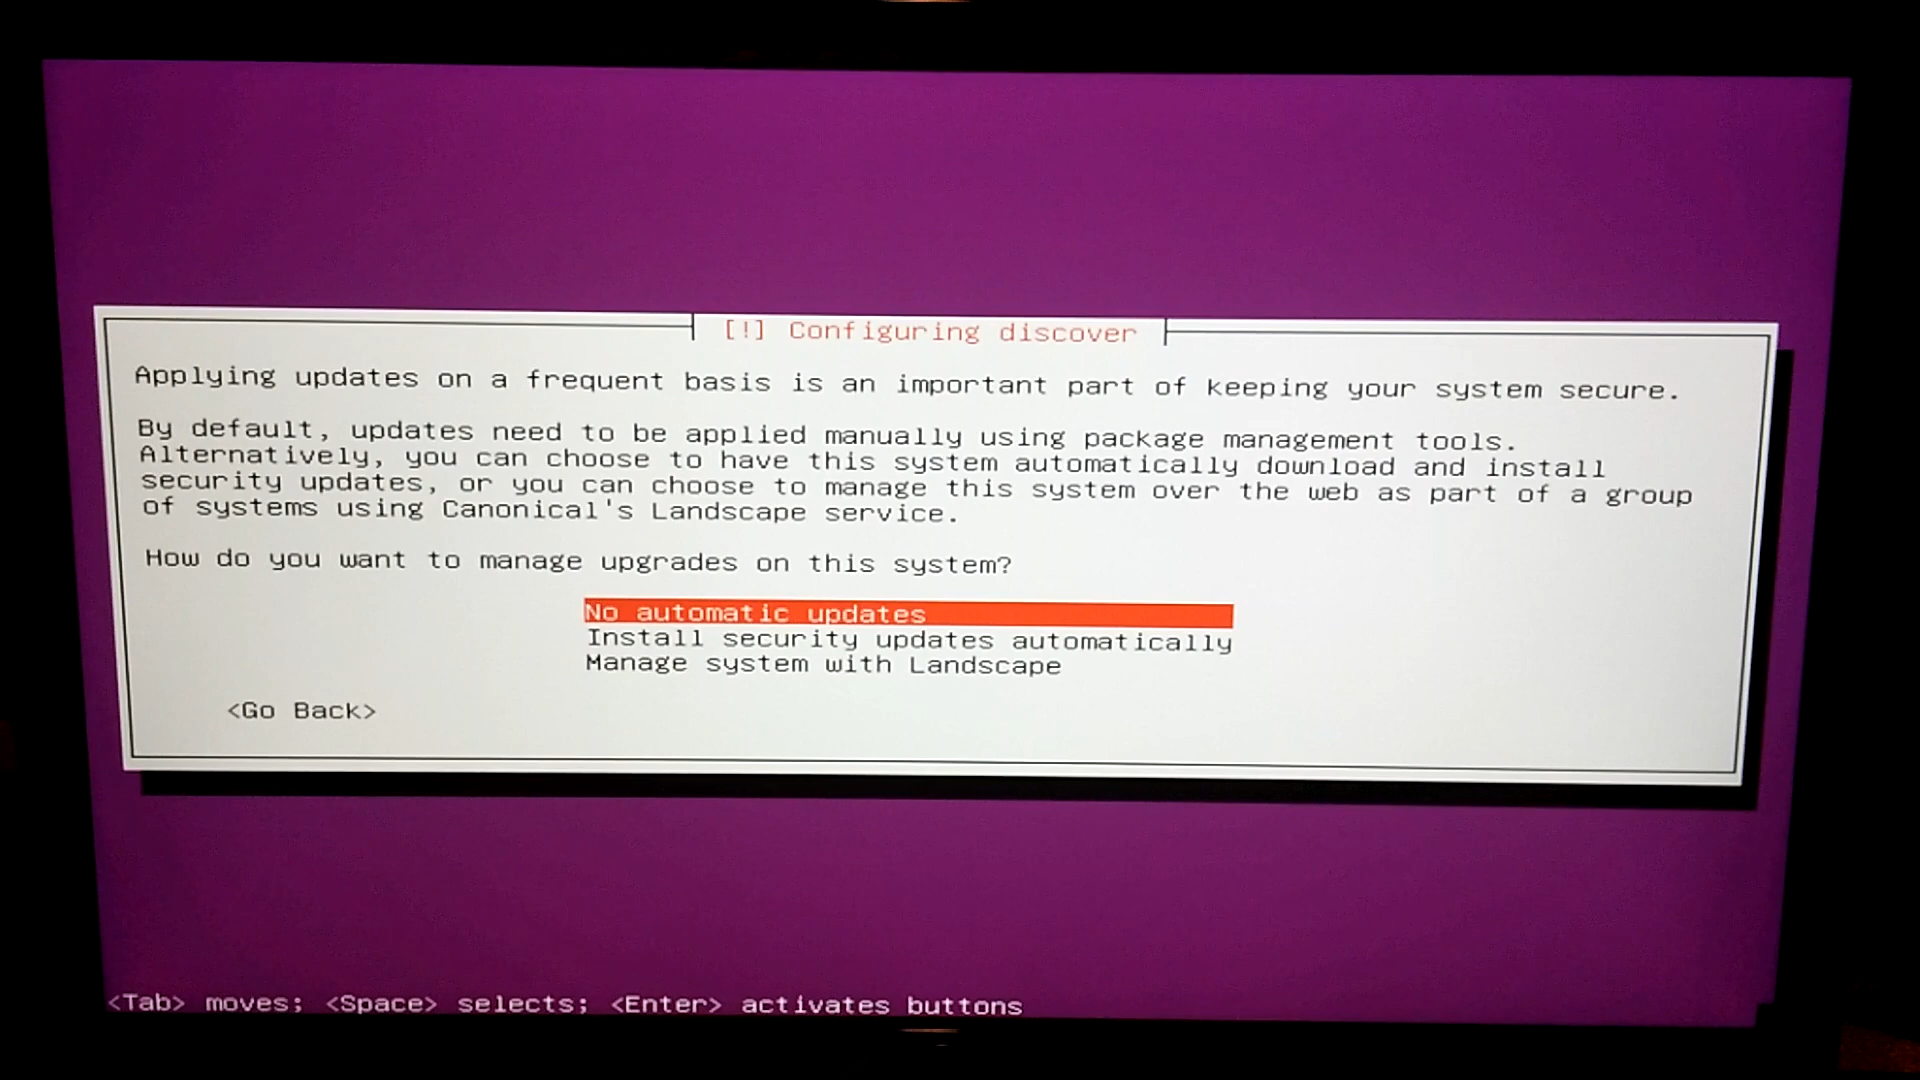 [!] Configuring discover
Applying updates on a frequent basis is an important part of keeping your system secure.
By default, updates need to be applied manually using package management tools.
Alternatively, you can choose to have this system automatically download and install
security updates, or you can choose to manage this system over the web as part of a group
of systems using Canonical's Landscape service.
How do you want to manage upgrades on this system?
No automatic updates
Install security updates automatically
Manage system with Landscape
<Go Back>
<Tab> moves; <Space> selects; <Enter> activates buttons